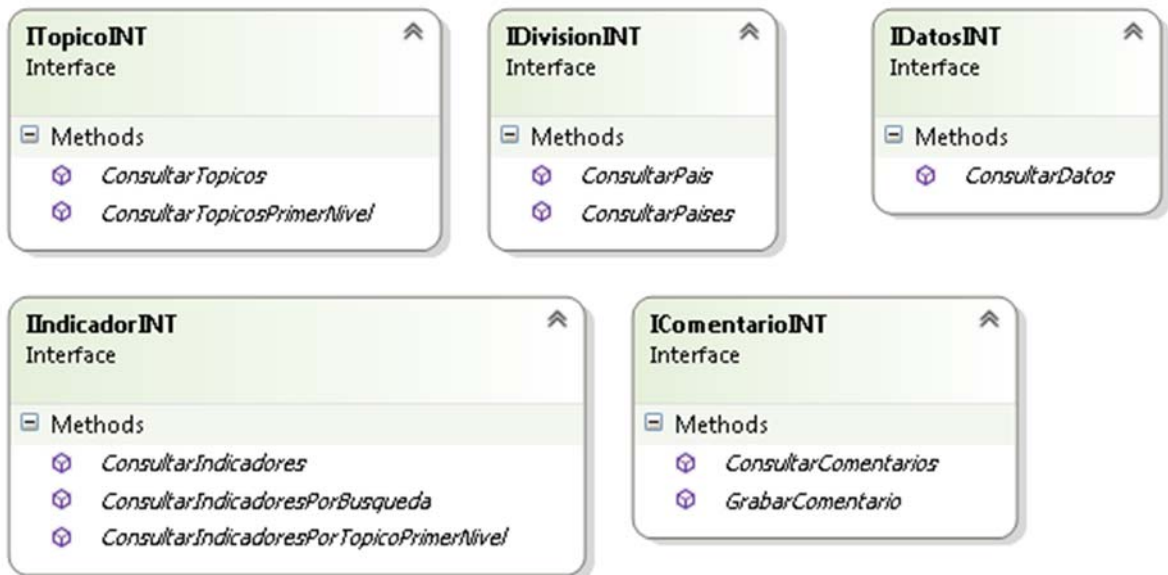 ITopicoINT
Interface
Methods
ConsultarTopicos
ConsultarTopicosPrimerNivel
IDivisionINT
Interface
Methods
ConsultarPais
ConsultarPaises
IDatosINT
Interface
Methods
ConsultarDatos
IIndicadorINT
Interface
Methods
ConsultarIndicadores
ConsultarIndicadoresPorBusqueda
ConsultarIndicadoresPorTopicoPrimerNivel
IComentarioINT
Interface
Methods
ConsultarComentarios
GrabarComentario